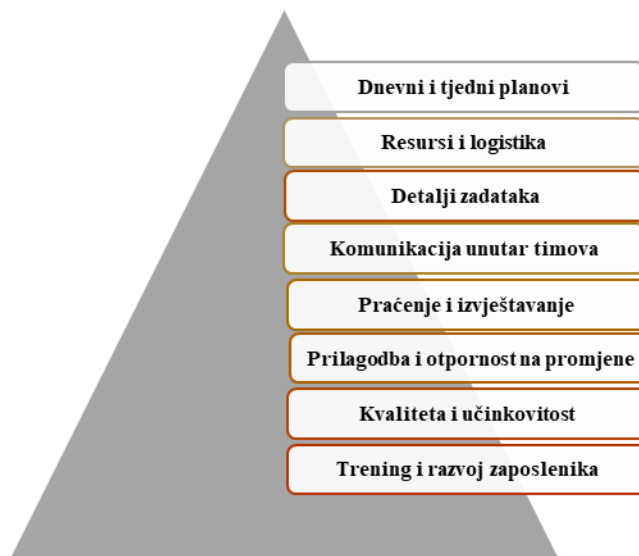 Dnevni i tjedni planovi
Resursi i logistika
Detalji zadataka
Komunikacija unutar timova
Praćenje i izvještavanje
Prilagodba i otpornost na promjene
Kvaliteta i učinkovitost
Trening i razvoj zaposlenika